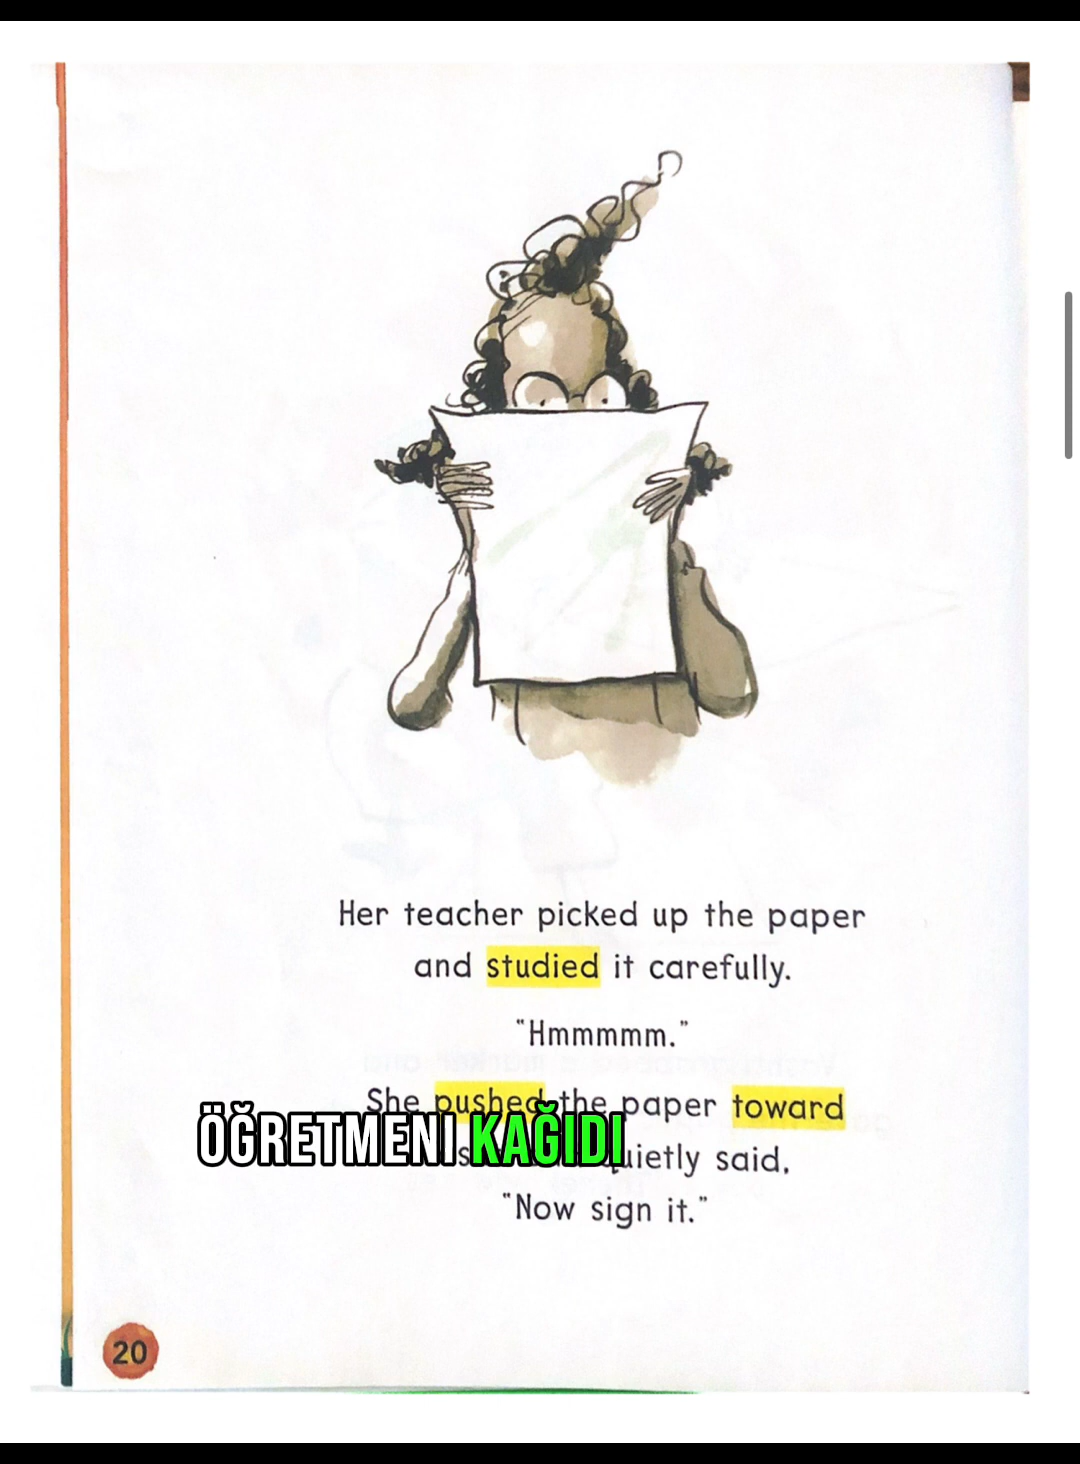 Her teacher picked up the paper
and studied it carefully.
"Hmmmmm."
She pushed the paper toward
ÖĞRETMENİ KAĞIDI
quietly said,
"Now sign it."
20